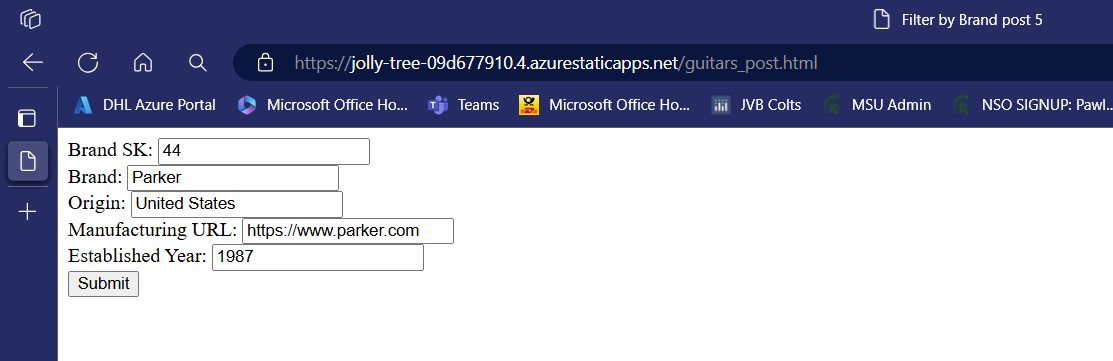 Filter by Brand post 5
https://jolly-tree-09d677910.4.azurestaticapps.net/guitars_post.html
DHL Azure Portal Microsoft Office Ho... Teams Microsoft Office Ho... JVB Colts MSU Admin NSO SIGNUP: Pawl...
Brand SK: 44
Brand: Parker
Origin: United States
Manufacturing URL: https://www.parker.com
Established Year: 1987
Submit